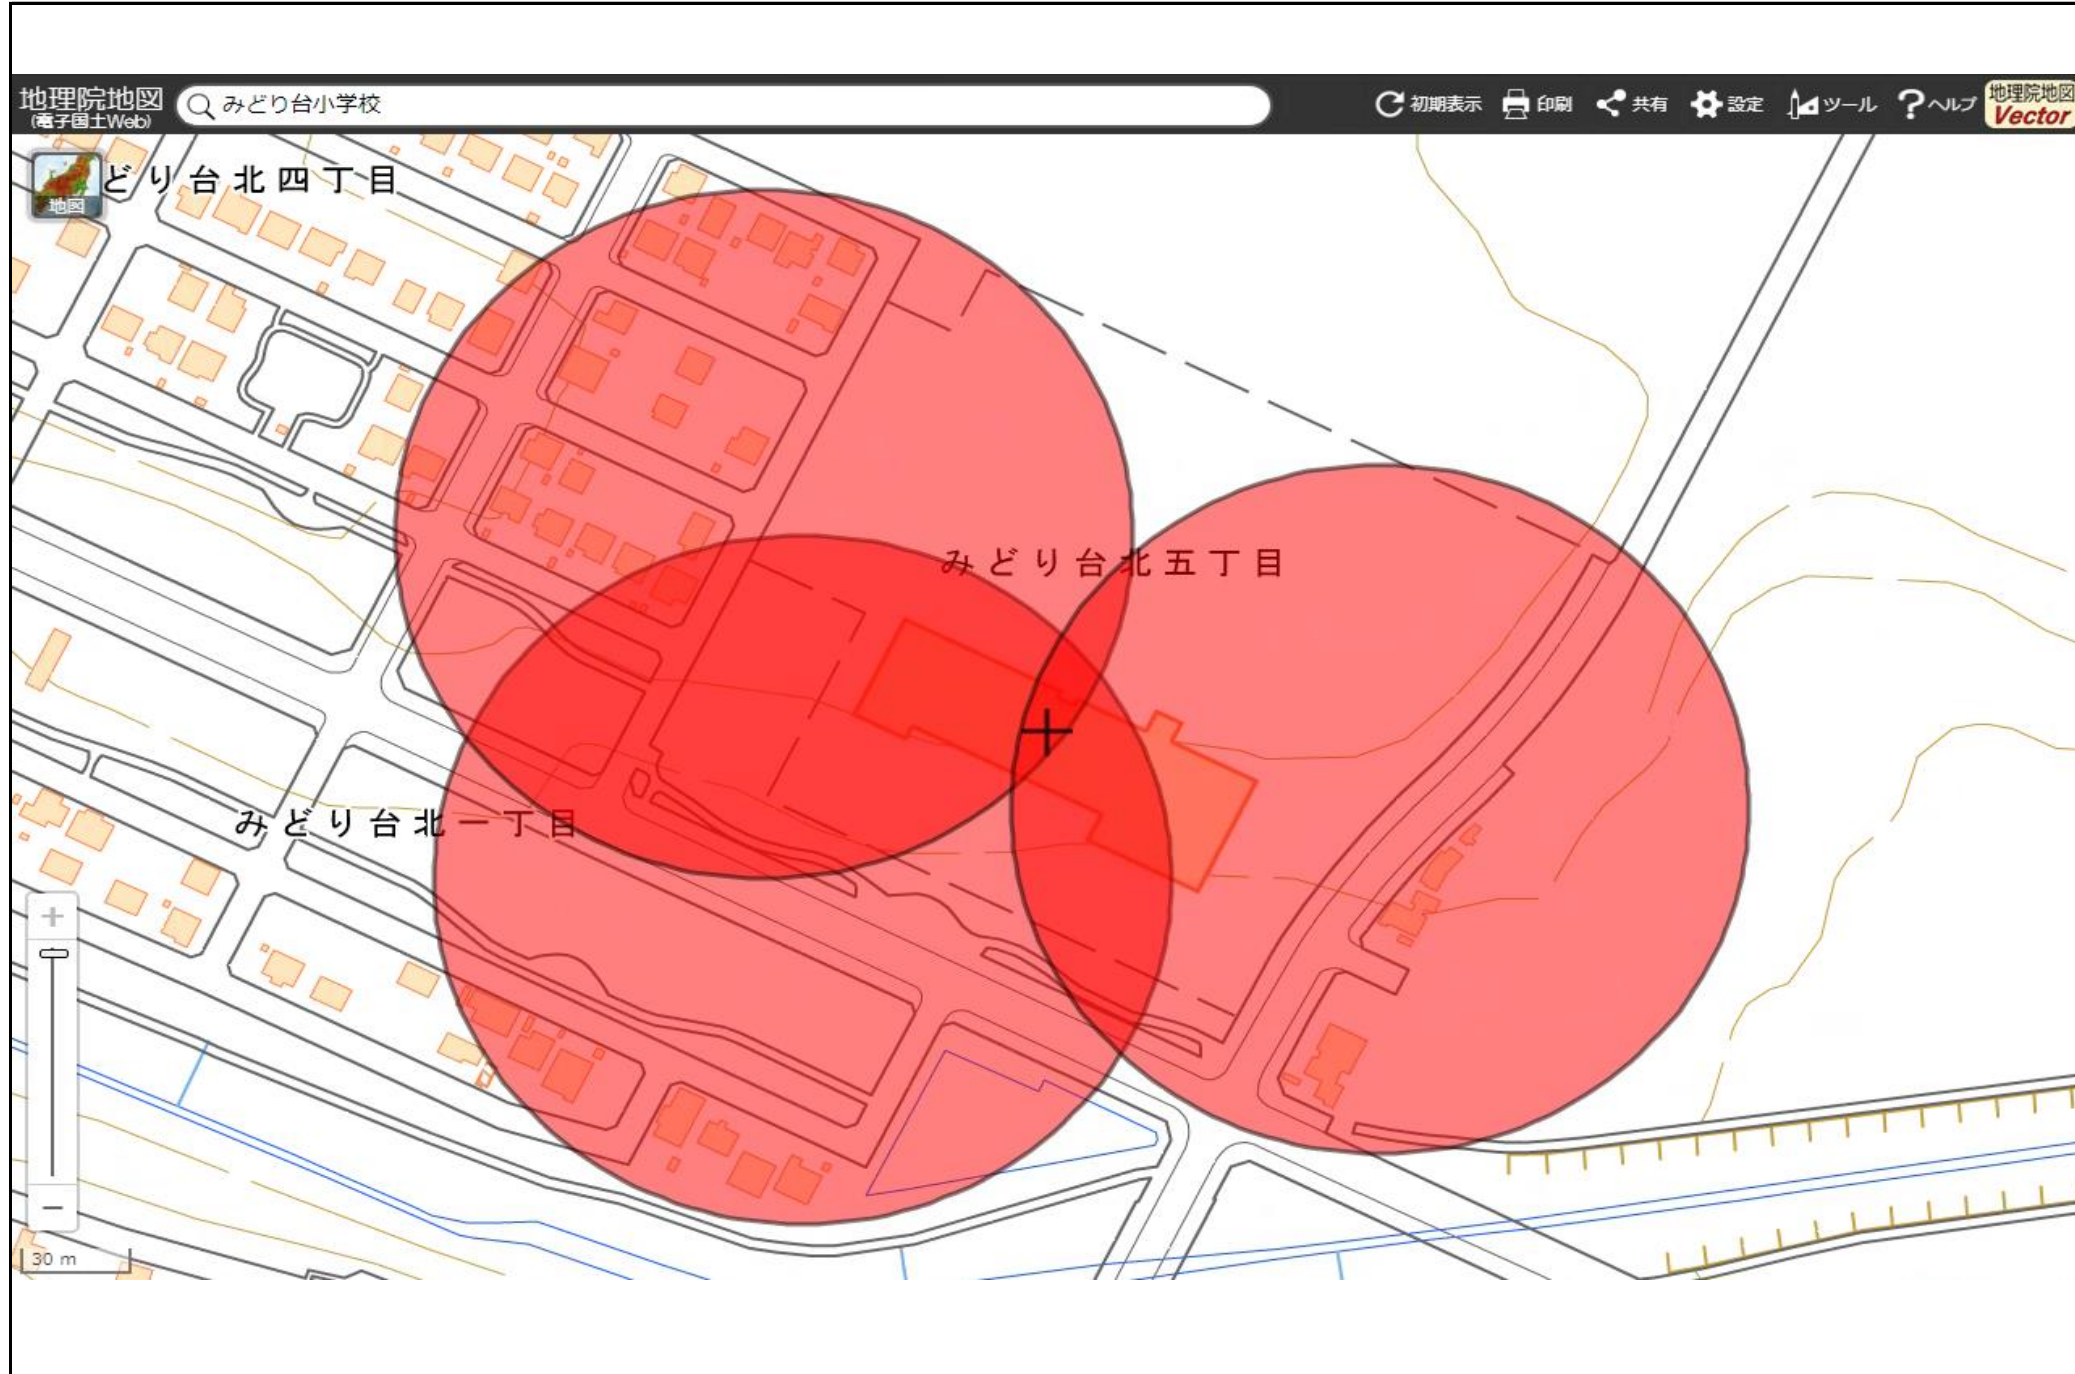 地理院地図
(電子国土Web)
みどり台小学校
初期表示
印刷
共有
設定
ツール
ヘルプ
地理院地図
Vector
どり台北四丁目
地図
みどり台北五丁目
みどり台北一丁目
30 m